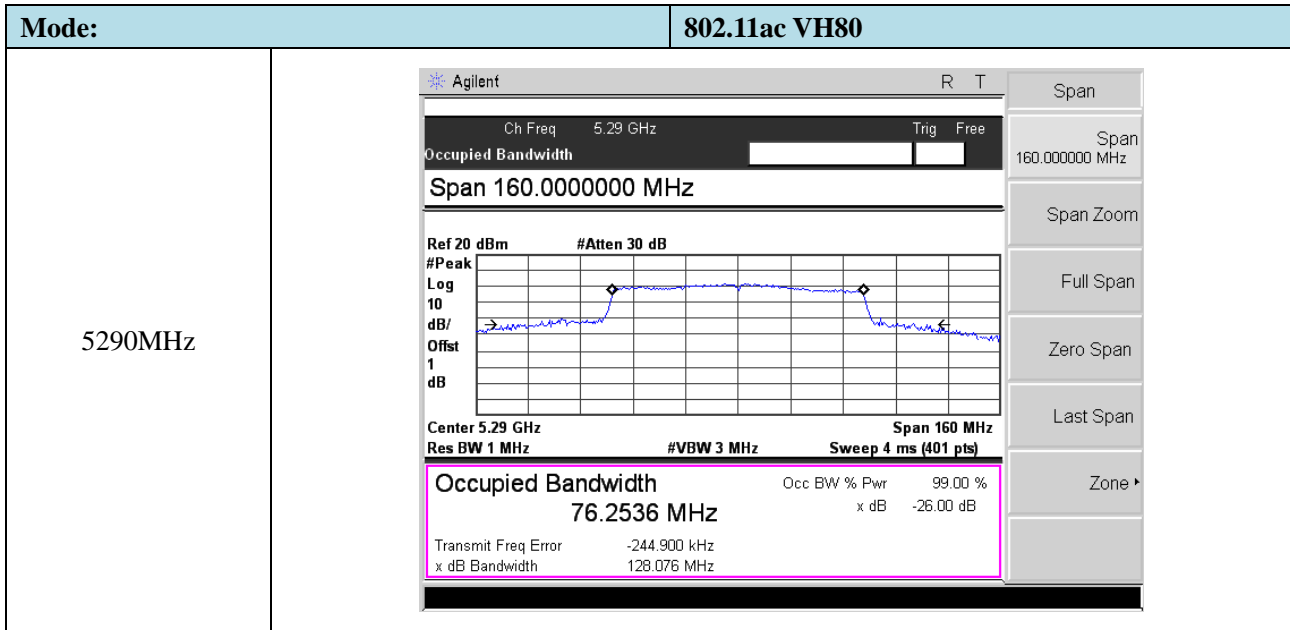 Mode: 802.11ac VH80
5290MHz
Agilent R T
Ch Freq 5.29 GHz Trig Free
Occupied Bandwidth
Span 160.0000000 MHz
Ref 20 dBm #Atten 30 dB
#Peak
Log
10
dB/
Offst
1
dB
Center 5.29 GHz Span 160 MHz
Res BW 1 MHz #VBW 3 MHz Sweep 4 ms (401 pts)
Occupied Bandwidth Occ BW % Pwr 99.00 %
76.2536 MHz x dB -26.00 dB
Transmit Freq Error -244.900 kHz
x dB Bandwidth 128.076 MHz
Span
Span
160.000000 MHz
Span Zoom
Full Span
Zero Span
Last Span
Zone